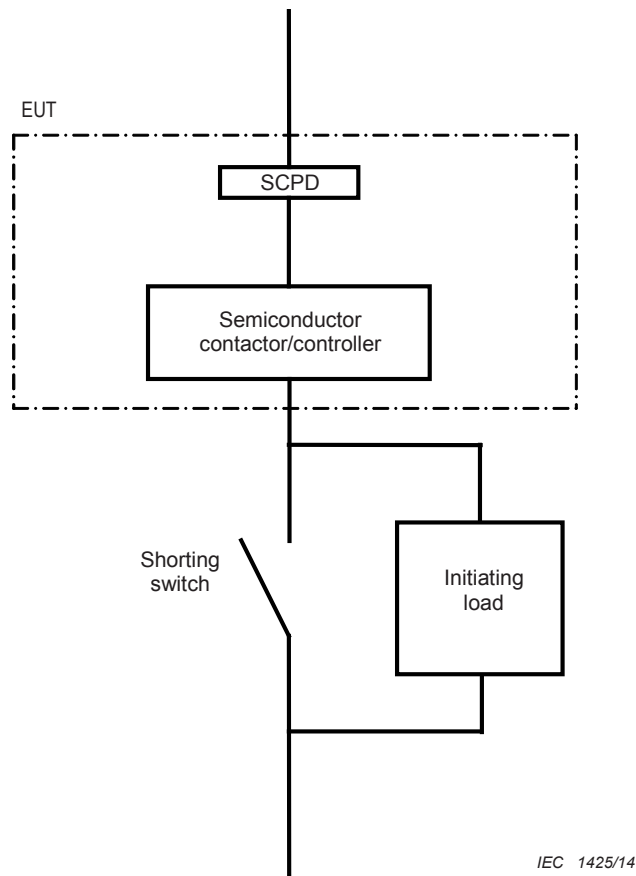 EUT
SCPD
Semiconductor
contactor/controller
Shorting
switch
Initiating
load
IEC 1425/14